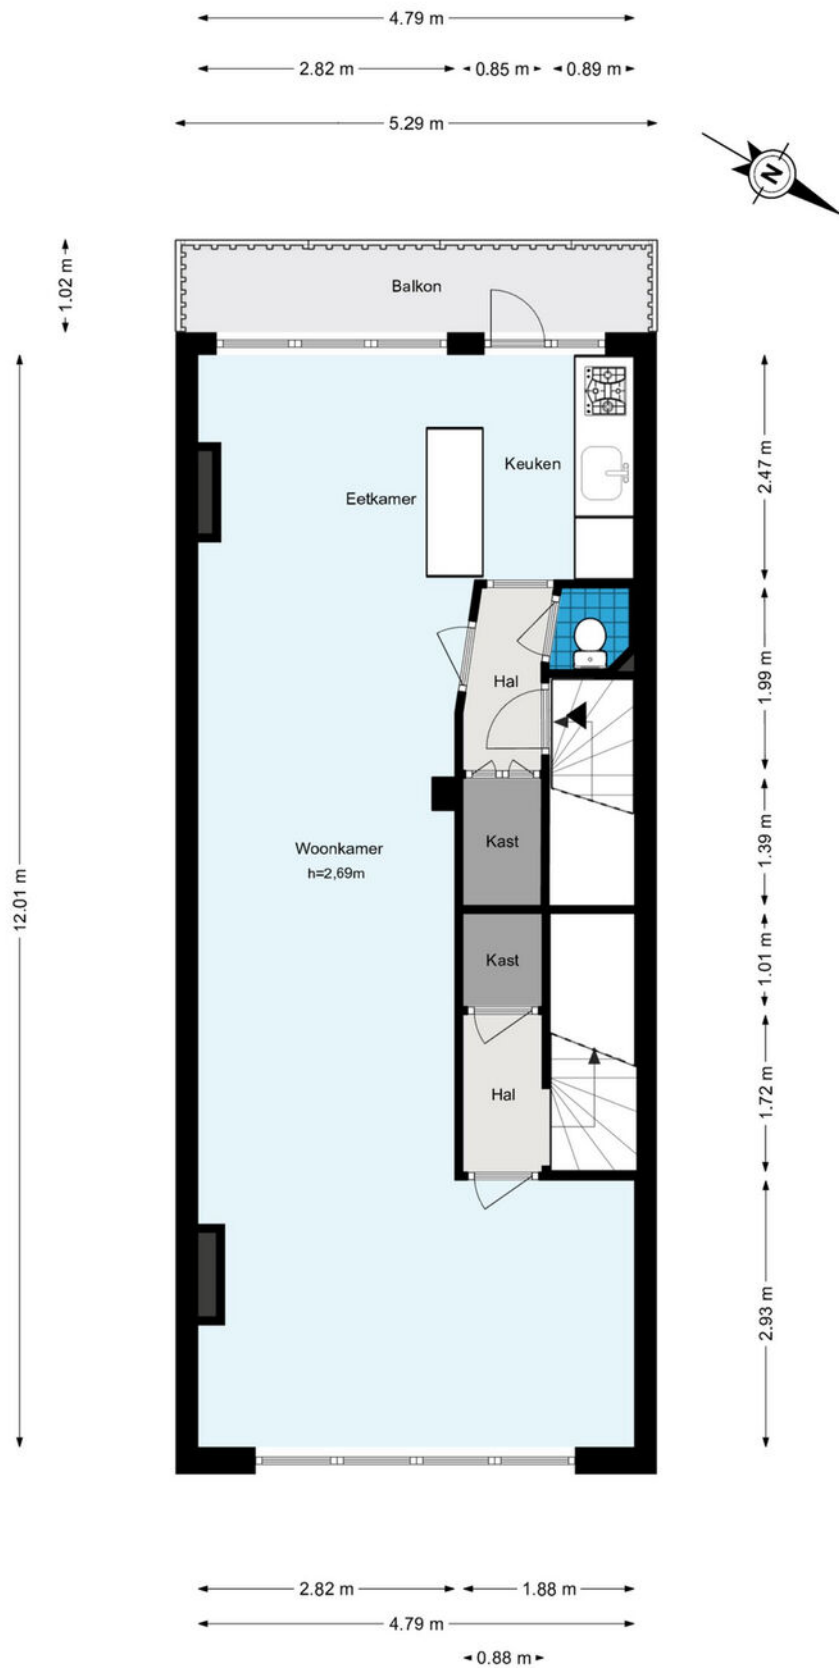 4.79 m
2.82 m
0.85 m
0.89 m
5.29 m
N
1.02 m
Balkon
Keuken
Eetkamer
2.47 m
Hal
1.99 m
Woonkamer
h=2,69m
Kast
1.39 m
12.01 m
Kast
1.01 m
Hal
1.72 m
2.93 m
2.82 m
1.88 m
4.79 m
0.88 m